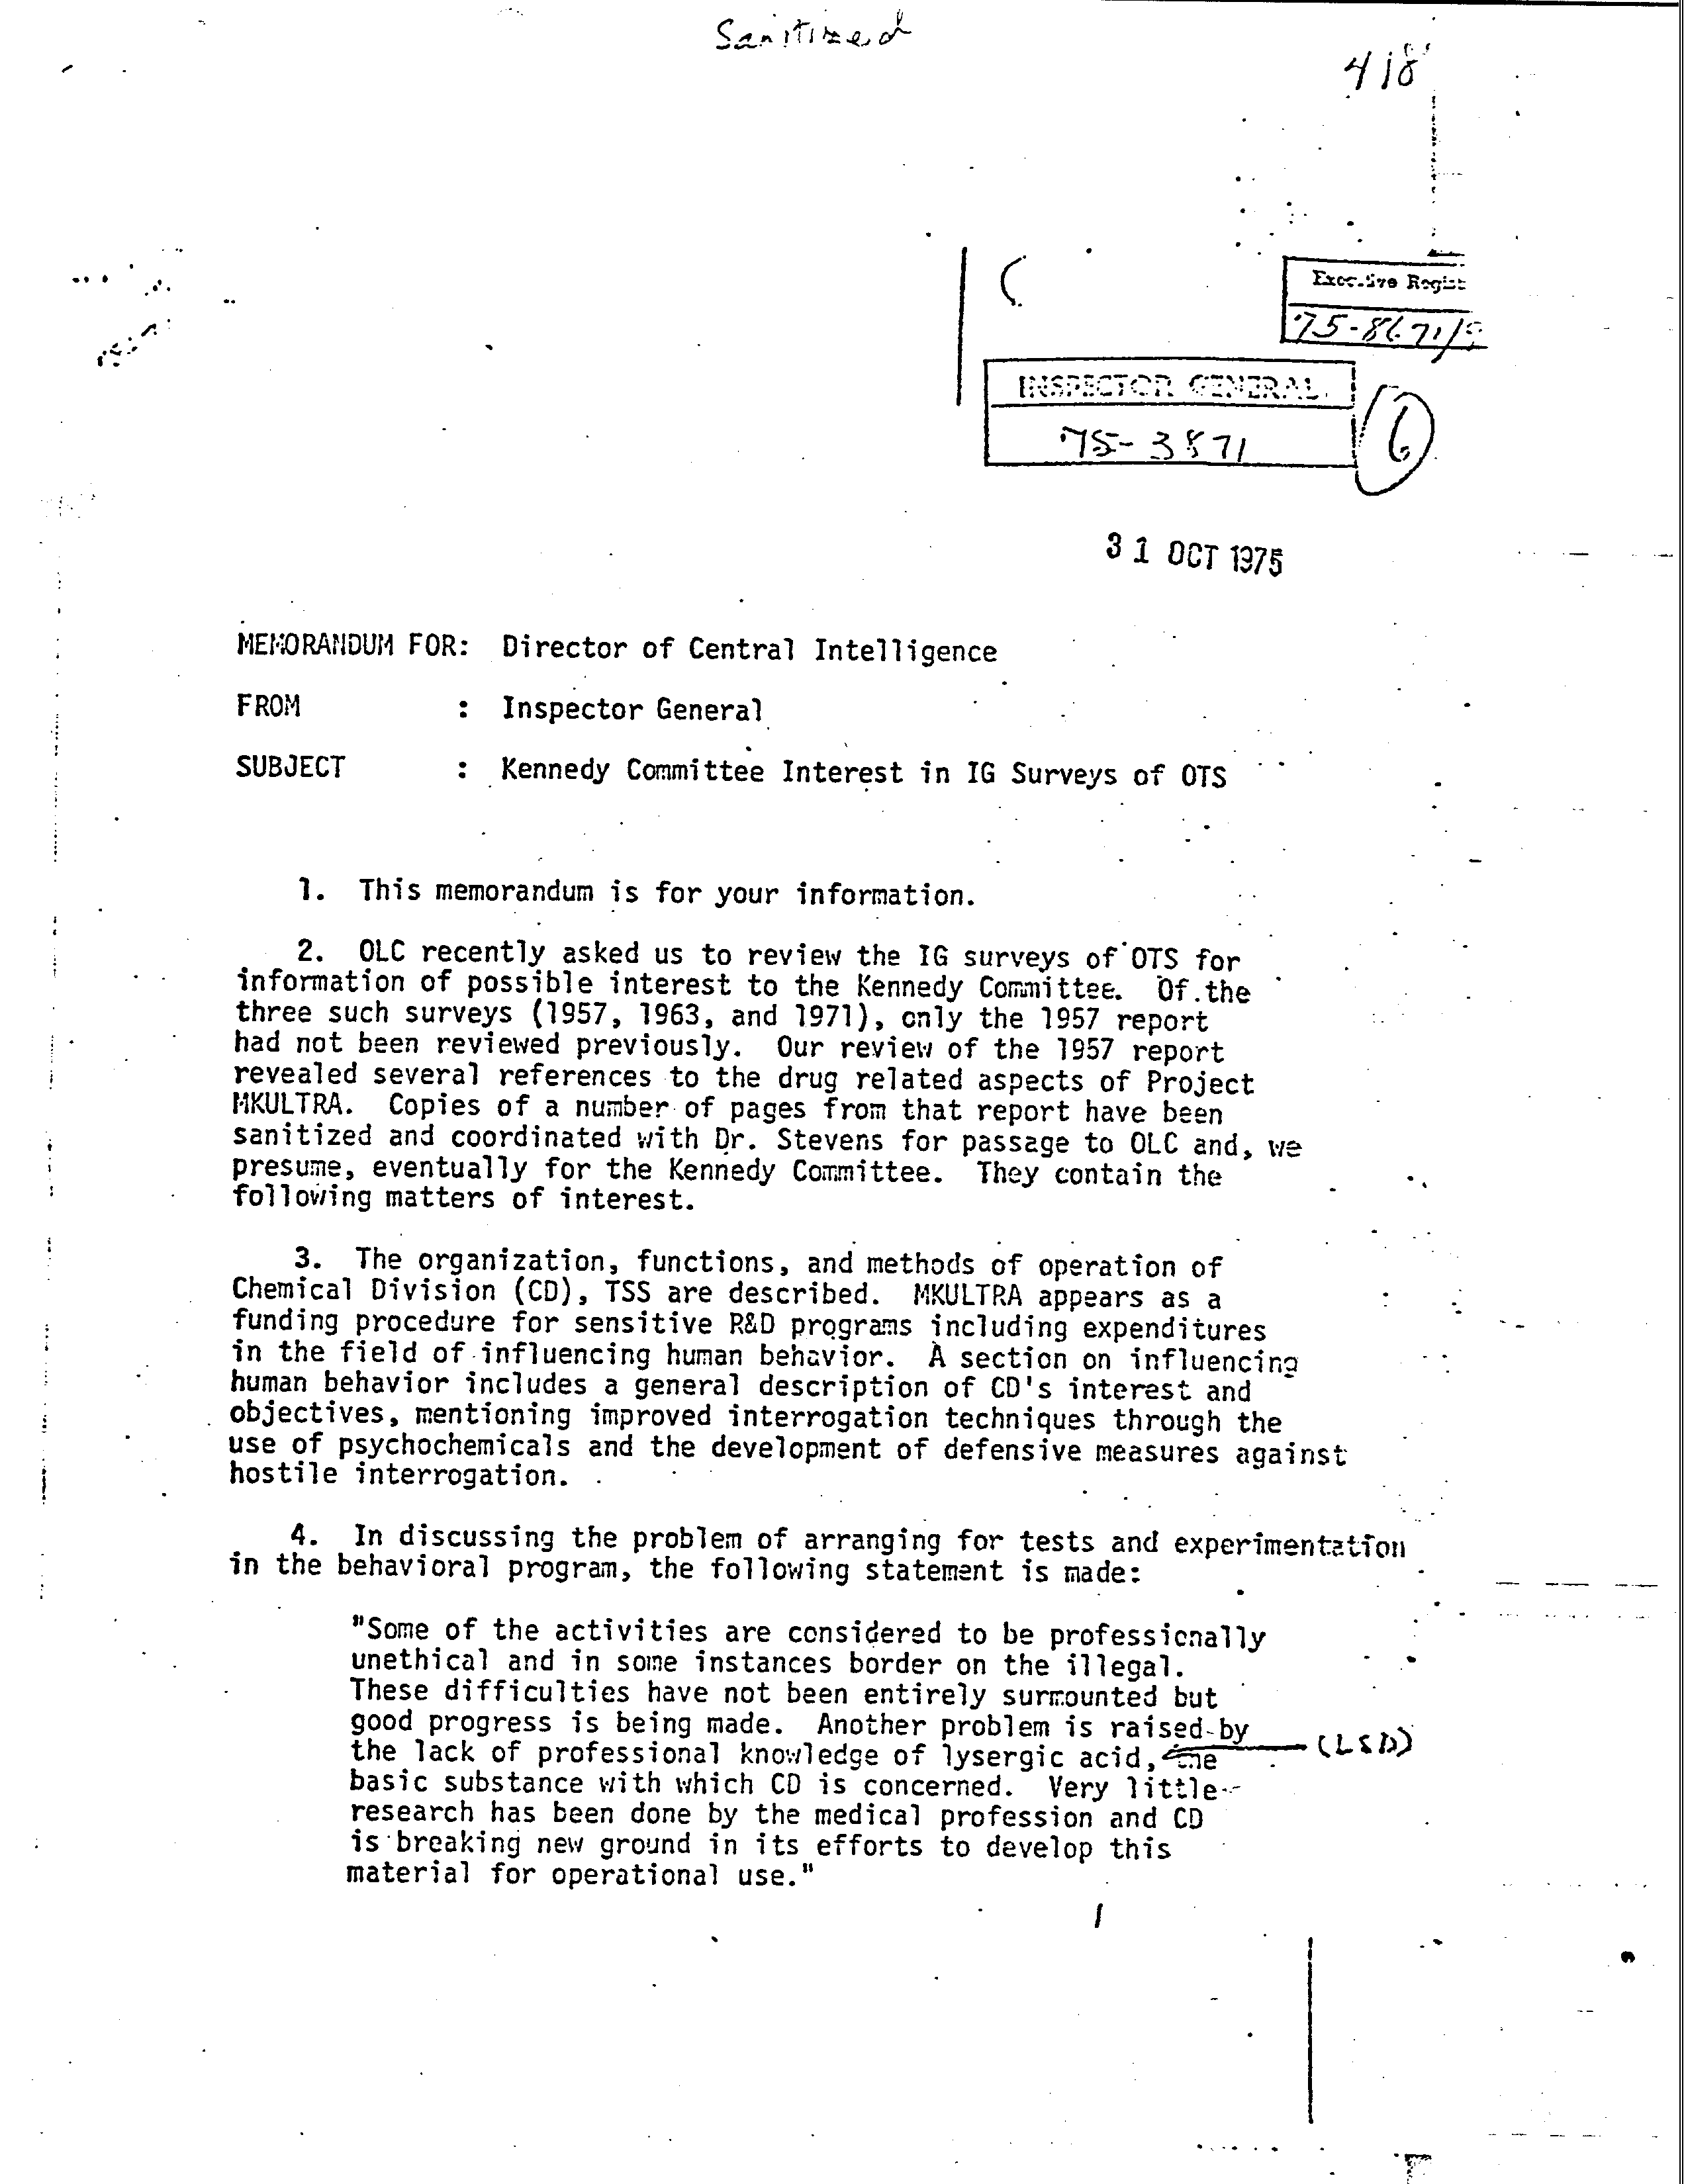 Sanitized
418
Executive Regist
INSPECTOR GENERAL
75-3871
6
31 OCT 1975
MEMORANDUM FOR: Director of Central Intelligence
FROM : Inspector General
SUBJECT : Kennedy Committee Interest in IG Surveys of OTS
1. This memorandum is for your information.
2. OLC recently asked us to review the IG surveys of OTS for
information of possible interest to the Kennedy Committee. Of the
three such surveys (1957, 1963, and 1971), only the 1957 report
had not been reviewed previously. Our review of the 1957 report
revealed several references to the drug related aspects of Project
MKULTRA. Copies of a number of pages from that report have been
sanitized and coordinated with Dr. Stevens for passage to OLC and, we
presume, eventually for the Kennedy Committee. They contain the
following matters of interest.
3. The organization, functions, and methods of operation of
Chemical Division (CD), TSS are described. MKULTRA appears as a
funding procedure for sensitive R&D programs including expenditures
in the field of influencing human behavior. A section on influencing
human behavior includes a general description of CD's interest and
objectives, mentioning improved interrogation techniques through the
use of psychochemicals and the development of defensive measures against
hostile interrogation.
4. In discussing the problem of arranging for tests and experimentation
in the behavioral program, the following statement is made:
"Some of the activities are considered to be professionally
unethical and in some instances border on the illegal.
These difficulties have not been entirely surmounted but
good progress is being made. Another problem is raised by
the lack of professional knowledge of lysergic acid, the
(LSD)
basic substance with which CD is concerned. Very little
research has been done by the medical profession and CD
is breaking new ground in its efforts to develop this
material for operational use."